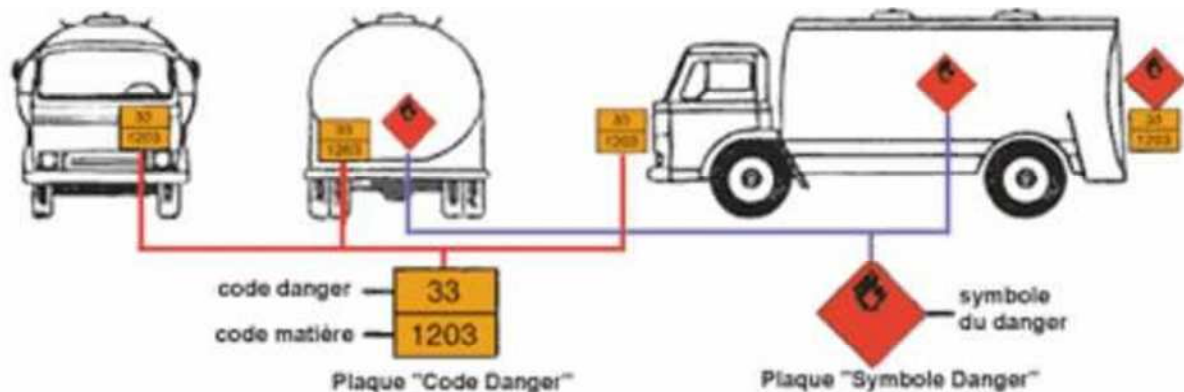 33
1203
33
1203
33
1203
33
1203
code danger
33
code matière
1203
symbole
du danger
Plaque "Code Danger"
Plaque "Symbole Danger"